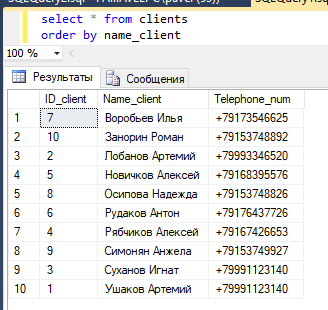 select * from clients
order by name_client
100 %
Результаты Сообщения
ID_client Name_client Telephone_num
1 7 Воробьев Илья +79173546625
2 10 Занорин Роман +79153748892
3 2 Лобанов Артемий +79993346520
4 5 Новичков Алексей +79168395576
5 8 Осипова Надежда +79153748826
6 6 Рудаков Антон +79176437726
7 4 Рябчиков Алексей +79167426653
8 9 Симонян Анжела +79153749927
9 3 Суханов Игнат +79991123140
10 1 Ушаков Артемий +79991123140